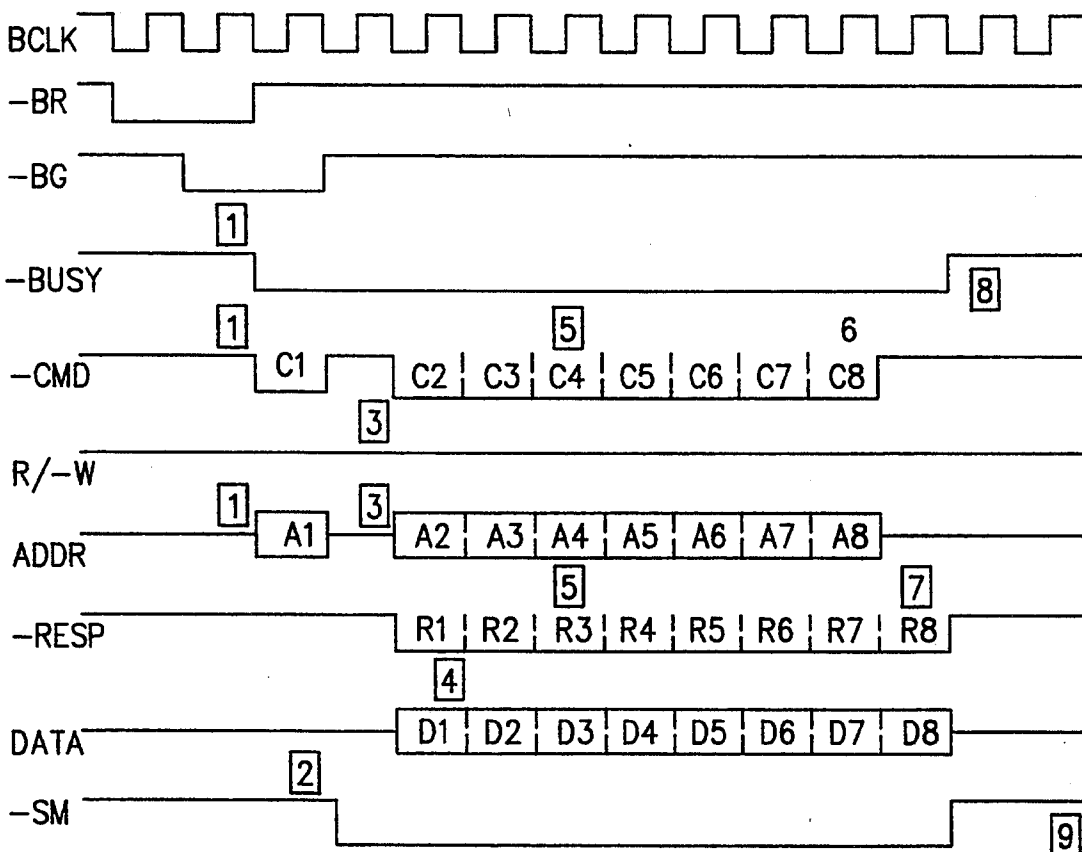 BCLK
-BR
-BG
1
-BUSY
8
1
5
6
-CMD
C1
C2
C3
C4
C5
C6
C7
C8
3
R/-W
1
3
ADDR
A1
A2
A3
A4
A5
A6
A7
A8
5
7
-RESP
R1
R2
R3
R4
R5
R6
R7
R8
4
DATA
D1
D2
D3
D4
D5
D6
D7
D8
2
-SM
9